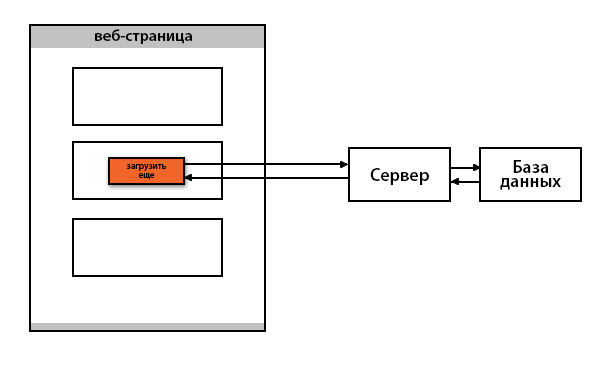 веб-страница
загрузить
еще
Сервер
База
данных